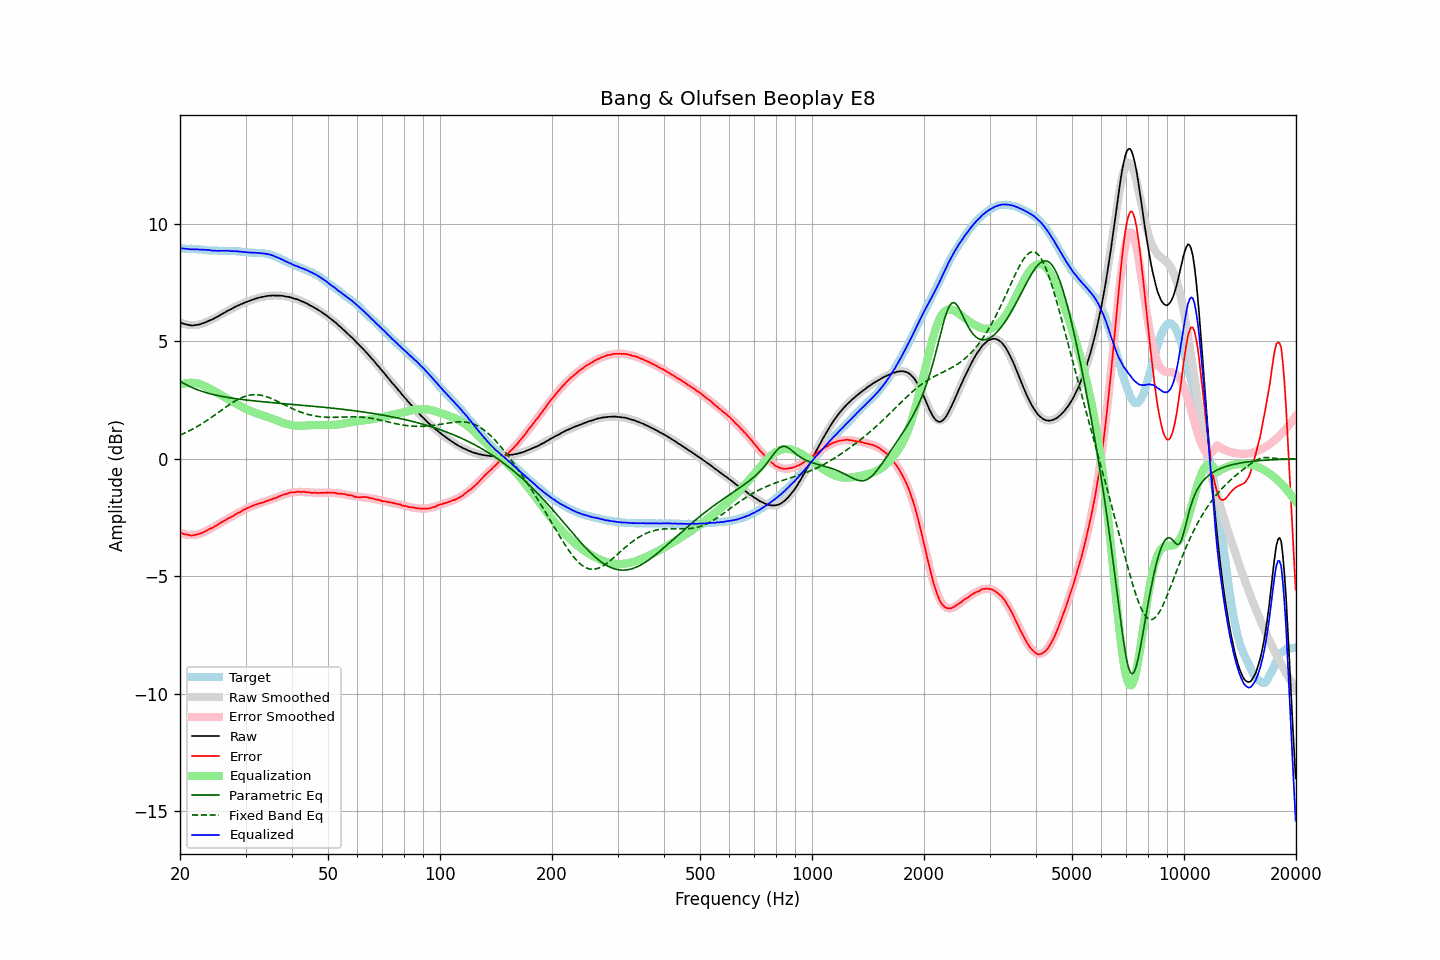 Bang & Olufsen Beoplay E8
Amplitude (dBr)
10
5
0
−5
−10
−15
Target
Raw Smoothed
Error Smoothed
Raw
Error
Equalization
Parametric Eq
Fixed Band Eq
Equalized
20 50 100 200 500 1000 2000 5000 10000 20000
Frequency (Hz)